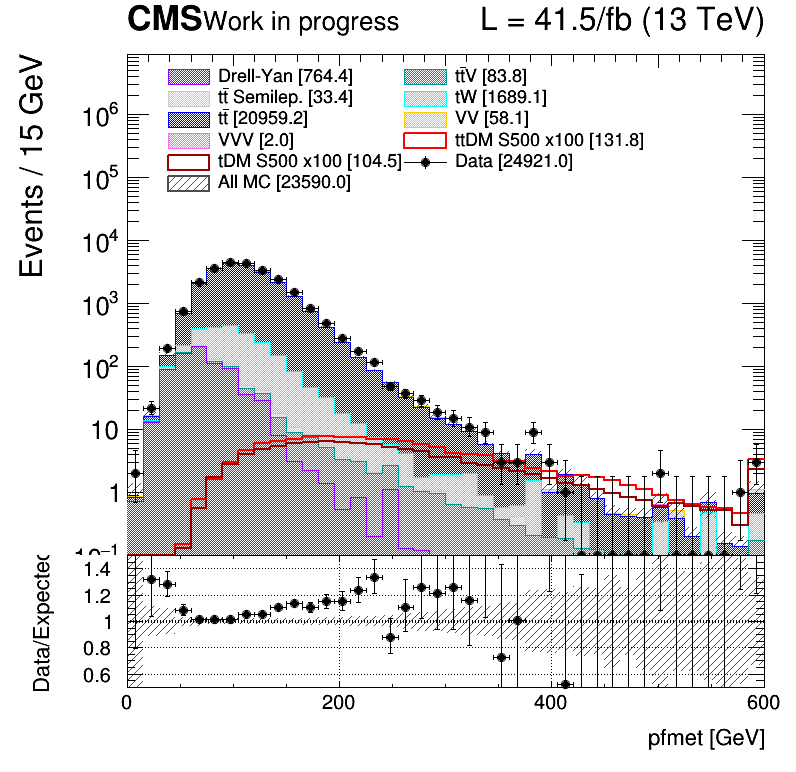 CMS Work in progress L = 41.5/fb (13 TeV)
Events / 15 GeV
Drell-Yan [764.4] tt̄V [83.8]
tt̄ Semilep. [33.4] tW [1689.1]
tt̄ [20959.2] VV [58.1]
VVV [2.0] ttDM S500 x100 [131.8]
tDM S500 x100 [104.5] Data [24921.0]
All MC [23590.0]
10⁶
10⁵
10⁴
10³
10²
10
1
10⁻¹
Data/Expected
1.4
1.2
1
0.8
0.6
0 200 400 600
pfmet [GeV]